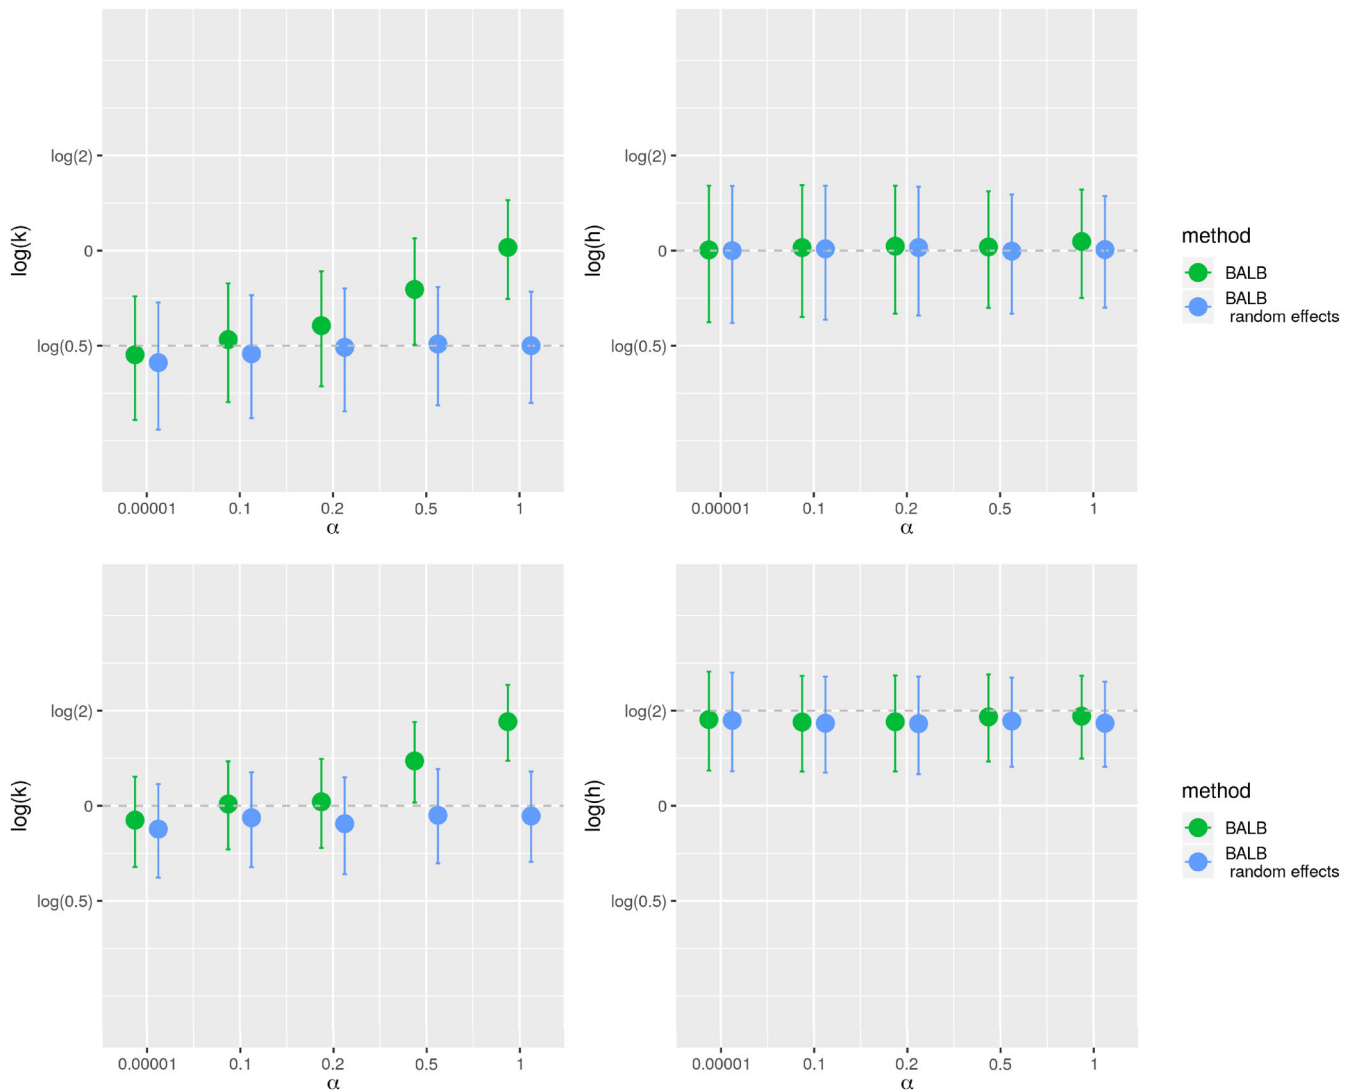 log(k)
log(2)
0
log(0.5)
0.00001 0.1 0.2 0.5 1
α
log(h)
log(2)
0
log(0.5)
0.00001 0.1 0.2 0.5 1
α
method
BALB
BALB
random effects
log(k)
log(2)
0
log(0.5)
0.00001 0.1 0.2 0.5 1
α
log(h)
log(2)
0
log(0.5)
0.00001 0.1 0.2 0.5 1
α
method
BALB
BALB
random effects